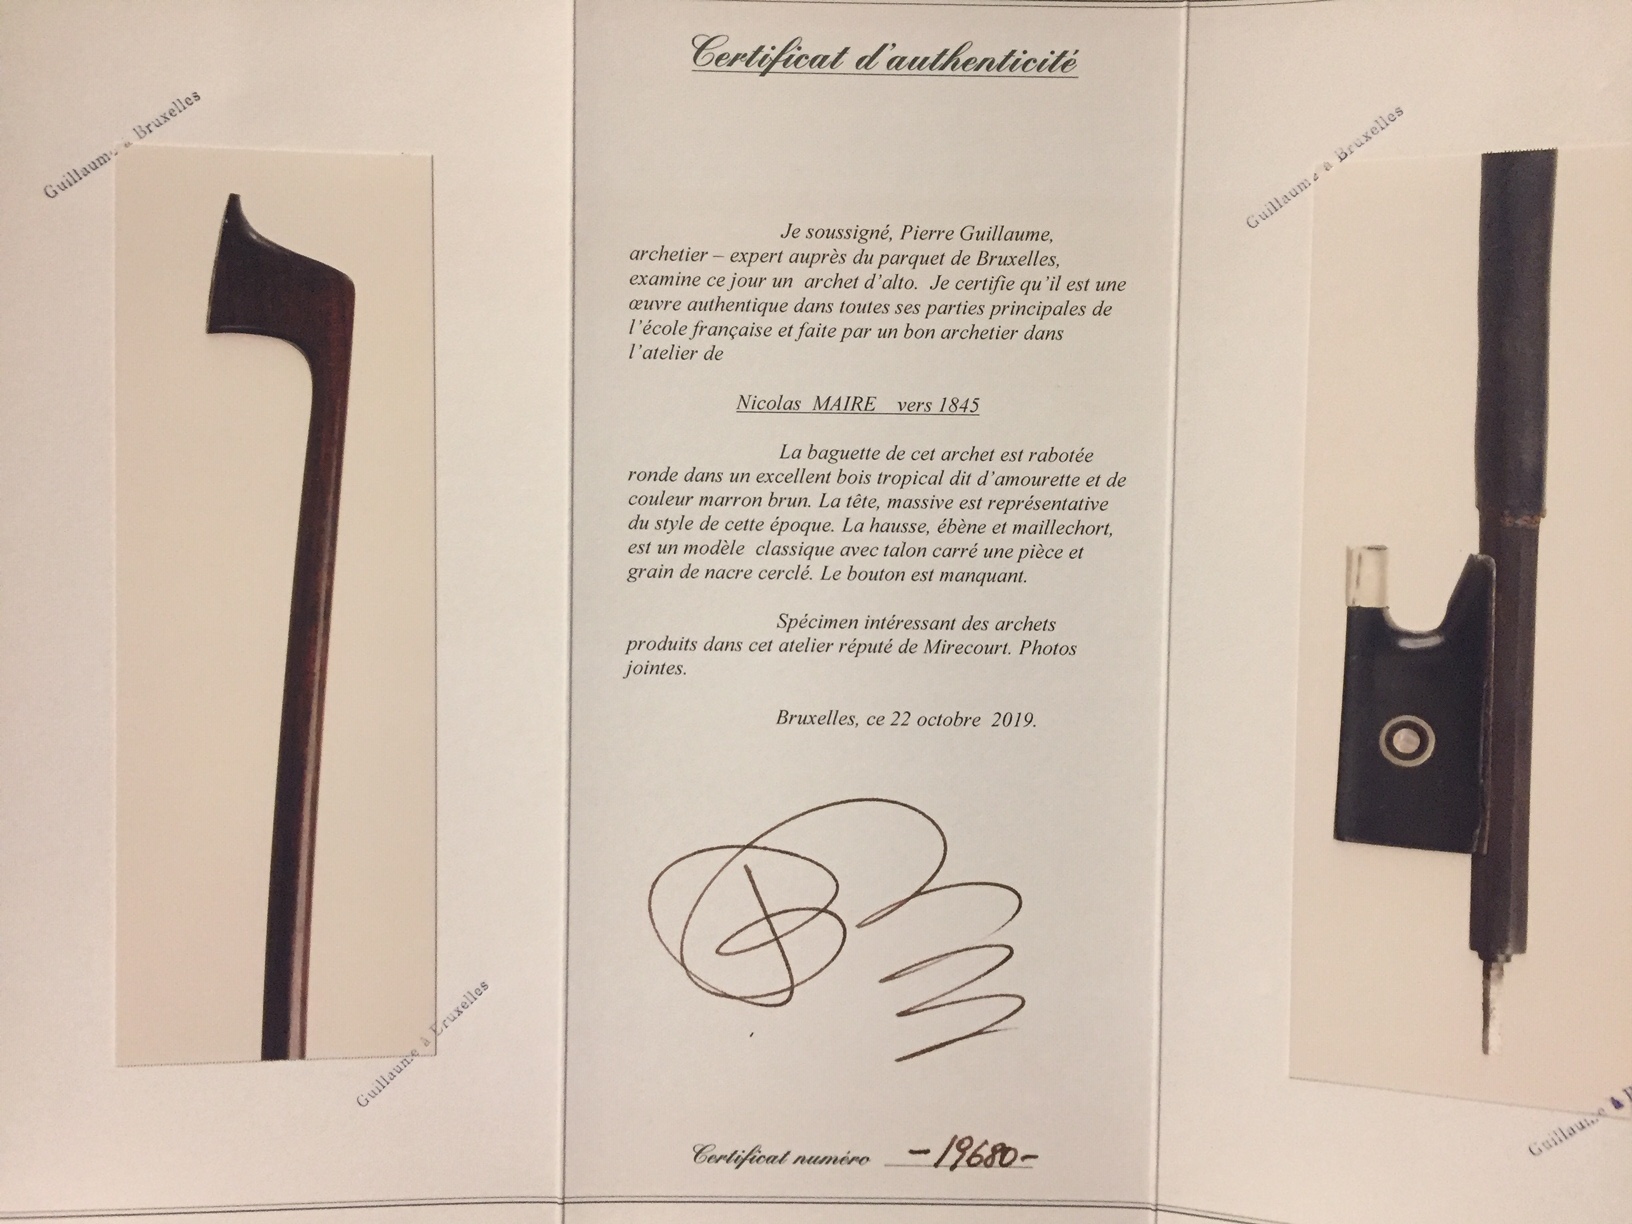 Certificat d'authenticité
Guillaume à Bruxelles
Guillaume à Bruxelles
Je soussigné, Pierre Guillaume,
archetier – expert auprès du parquet de Bruxelles,
examine ce jour un archet d'alto. Je certifie qu'il est une
œuvre authentique dans toutes ses parties principales de
l'école française et faite par un bon archetier dans
l'atelier de
Nicolas MAIRE vers 1845
La baguette de cet archet est rabotée
ronde dans un excellent bois tropical dit d'amourette et de
couleur marron brun. La tête, massive est représentative
du style de cette époque. La hausse, ébène et maillechort,
est un modèle classique avec talon carré une pièce et
grain de nacre cerclé. Le bouton est manquant.
Spécimen intéressant des archets
produits dans cet atelier réputé de Mirecourt. Photos
jointes.
Bruxelles, ce 22 octobre 2019.
Guillaume à Bruxelles
Guillaume à
Certificat numéro -19680-